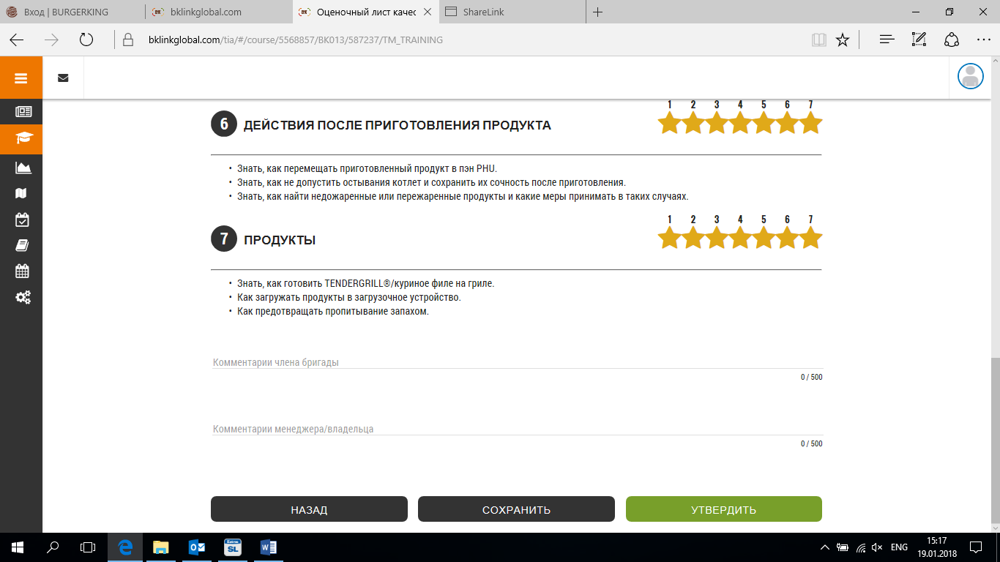 Вход | BURGERKING
bklinkglobal.com
Оценочный лист качес
ShareLink
bklinkglobal.com/tia/#/course/5568857/BK013/587237/TM_TRAINING
1 2 3 4 5 6 7
6 ДЕЙСТВИЯ ПОСЛЕ ПРИГОТОВЛЕНИЯ ПРОДУКТА
• Знать, как перемещать приготовленный продукт в пэн PHU.
• Знать, как не допустить остывания котлет и сохранить их сочность после приготовления.
• Знать, как найти недожаренные или пережаренные продукты и какие меры принимать в таких случаях.
1 2 3 4 5 6 7
7 ПРОДУКТЫ
• Знать, как готовить TENDERGRILL®/куриное филе на гриле.
• Как загружать продукты в загрузочное устройство.
• Как предотвращать пропитывание запахом.
Комментарии члена бригады
0 / 500
Комментарии менеджера/владельца
0 / 500
НАЗАД
СОХРАНИТЬ
УТВЕРДИТЬ
ENG
15:17
19.01.2018